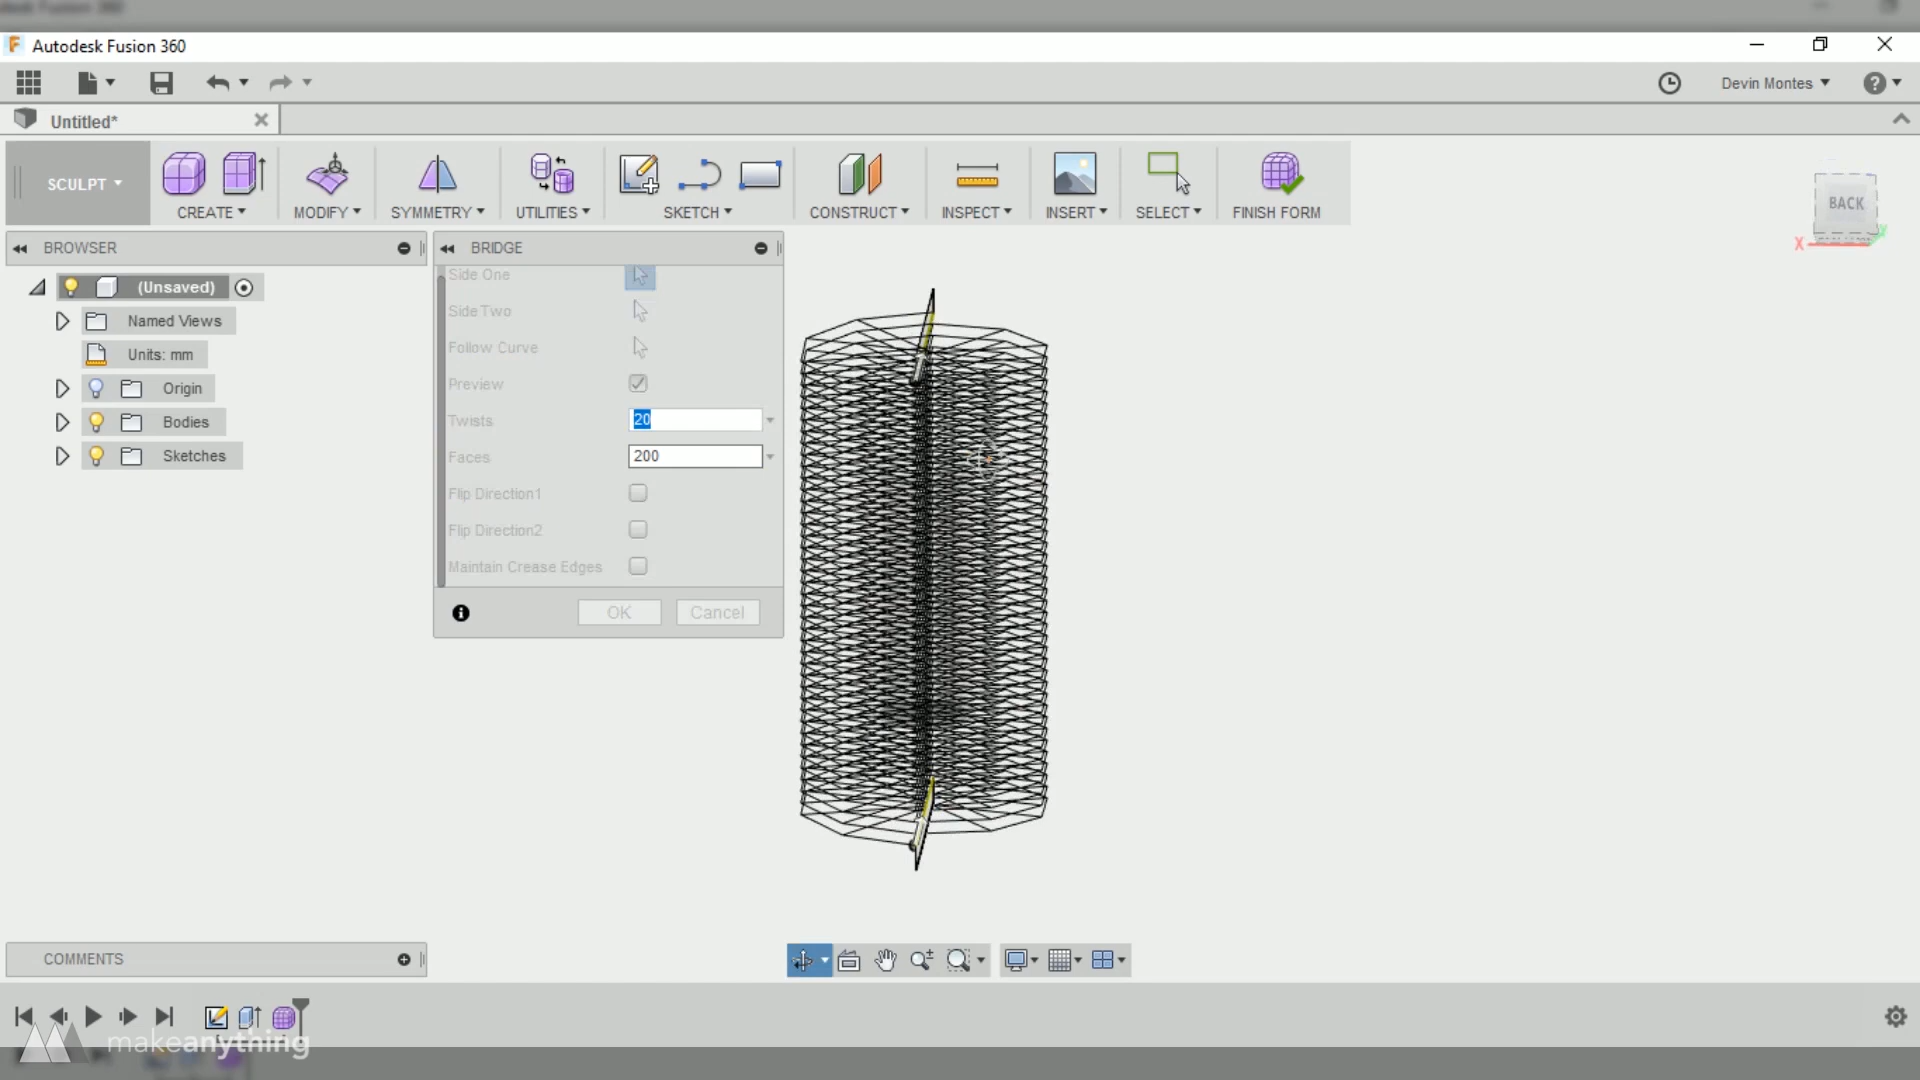 Autodesk Fusion 360
Devin Montes
Untitled*
SCULPT
CREATE
MODIFY
SYMMETRY
UTILITIES
SKETCH
CONSTRUCT
INSPECT
INSERT
SELECT
FINISH FORM
BACK
X
Y
BROWSER
(Unsaved)
Named Views
Units: mm
Origin
Bodies
Sketches
BRIDGE
Side One
Side Two
Follow Curve
Preview
Twists 20
Faces 200
Flip Direction1
Flip Direction2
Maintain Crease Edges
OK Cancel
COMMENTS
makeanything